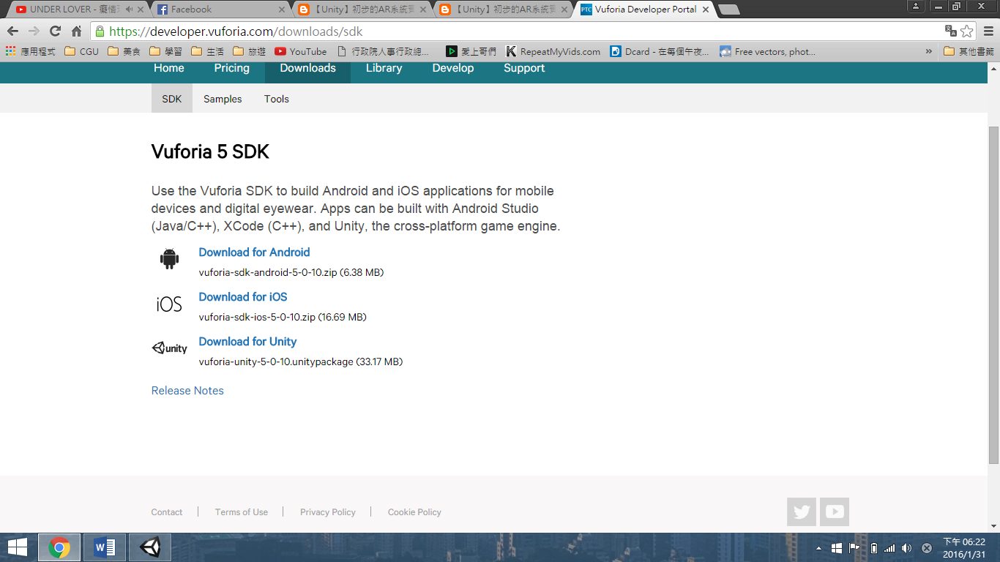 UNDER LOVER - 癡情
Facebook
【Unity】初步的AR系統
【Unity】初步的AR系統
PTC Vuforia Developer Portal
https://developer.vuforia.com/downloads/sdk
應用程式 CGU 美食 學習 生活 旅遊 YouTube 行政院人事行政總... 愛上哥們 RepeatMyVids.com Dcard - 在每個午夜... Free vectors, phot... » 其他書籤
Home Pricing Downloads Library Develop Support
SDK Samples Tools
Vuforia 5 SDK
Use the Vuforia SDK to build Android and iOS applications for mobile
devices and digital eyewear. Apps can be built with Android Studio
(Java/C++), XCode (C++), and Unity, the cross-platform game engine.
Download for Android
vuforia-sdk-android-5-0-10.zip (6.38 MB)
iOS Download for iOS
vuforia-sdk-ios-5-0-10.zip (16.69 MB)
unity Download for Unity
vuforia-unity-5-0-10.unitypackage (33.17 MB)
Release Notes
Contact Terms of Use Privacy Policy Cookie Policy
下午 06:22
2016/1/31